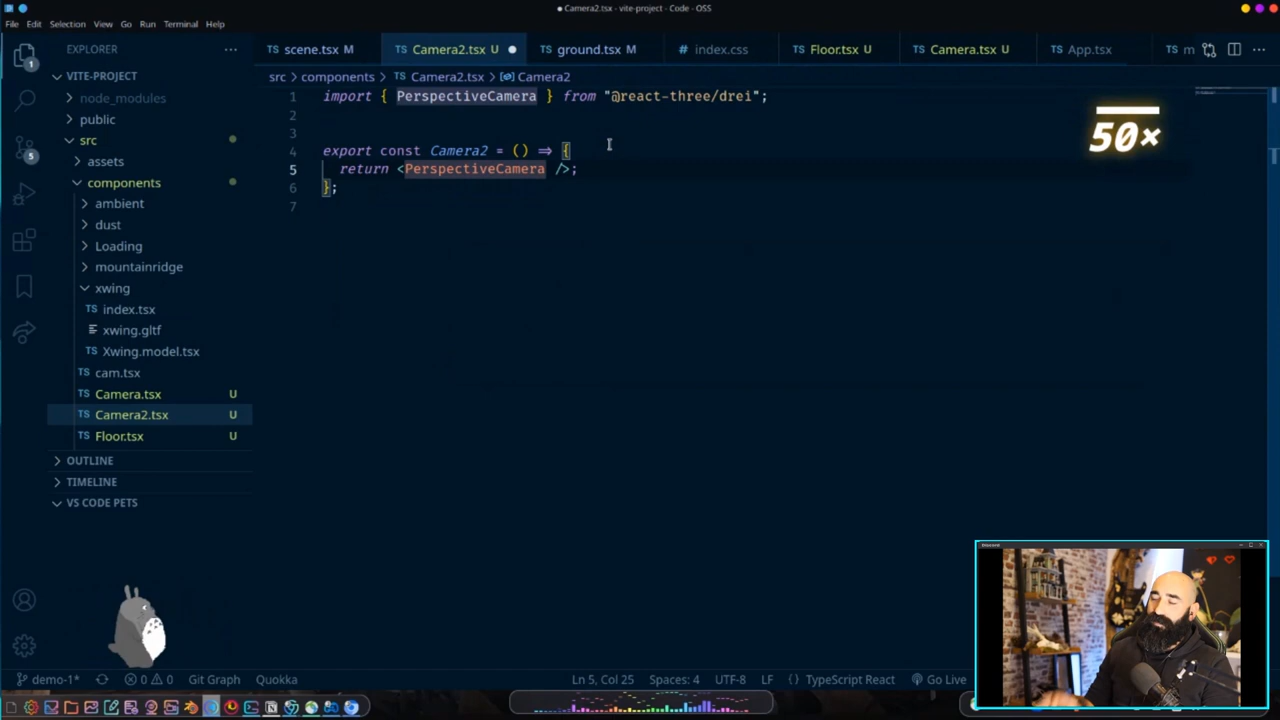 Camera2.tsx - vite-project - Code - OSS
File Edit Selection View Go Run Terminal Help
EXPLORER
scene.tsx M
Camera2.tsx U
ground.tsx M
index.css
Floor.tsx U
Camera.tsx U
App.tsx
m
src > components > Camera2.tsx > Camera2
VITE-PROJECT
node_modules
public
src
assets
components
ambient
dust
Loading
mountainridge
xwing
TS index.tsx
xwing.gltf
TS Xwing.model.tsx
TS cam.tsx
TS Camera.tsx U
TS Camera2.tsx U
TS Floor.tsx U
OUTLINE
TIMELINE
VS CODE PETS
1 import { PerspectiveCamera } from "@react-three/drei";
2
3
4 export const Camera2 = () => {
5 return <PerspectiveCamera />;
6 };
7
50×
1
5
Discord
demo-1* 0 0 Git Graph Quokka Ln 5, Col 25 Spaces: 4 UTF-8 LF {} TypeScript React Go Live